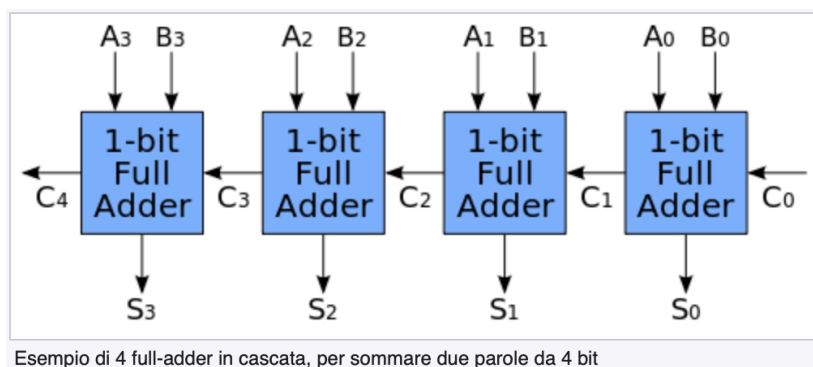 A3 B3 A2 B2 A1 B1 A0 B0
1-bit Full Adder
1-bit Full Adder
1-bit Full Adder
1-bit Full Adder
C4 C3 C2 C1 C0
S3 S2 S1 S0
Esempio di 4 full-adder in cascata, per sommare due parole da 4 bit